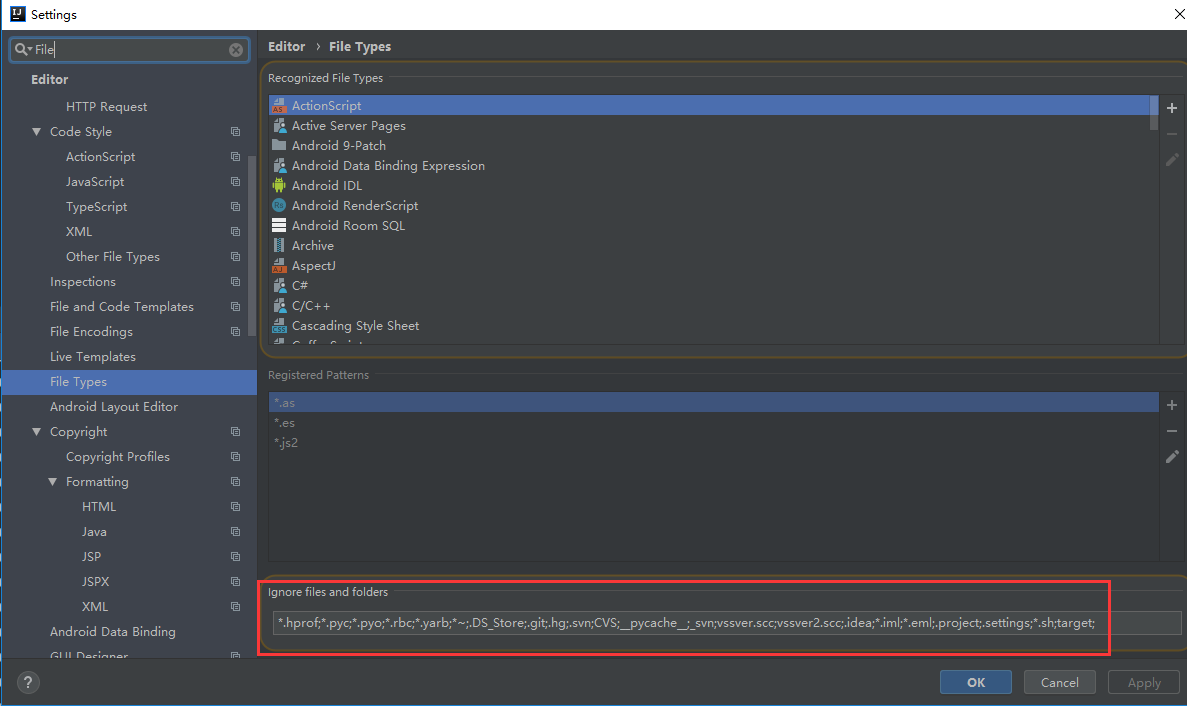 Settings
File
Editor
HTTP Request
Code Style
ActionScript
JavaScript
TypeScript
XML
Other File Types
Inspections
File and Code Templates
File Encodings
Live Templates
File Types
Android Layout Editor
Copyright
Copyright Profiles
Formatting
HTML
Java
JSP
JSPX
XML
Android Data Binding
GUI Designer
Editor › File Types
Recognized File Types
ActionScript
Active Server Pages
Android 9-Patch
Android Data Binding Expression
Android IDL
Android RenderScript
Android Room SQL
Archive
AspectJ
C#
C/C++
Cascading Style Sheet
Registered Patterns
*.as
*.es
*.js2
Ignore files and folders
*.hprof;*.pyc;*.pyo;*.rbc;*.yarb;*~;.DS_Store;.git;.hg;.svn;CVS;__pycache__;_svn;vssver.scc;vssver2.scc;.idea;*.iml;*.eml;.project;.settings;*.sh;target;
?
OK
Cancel
Apply